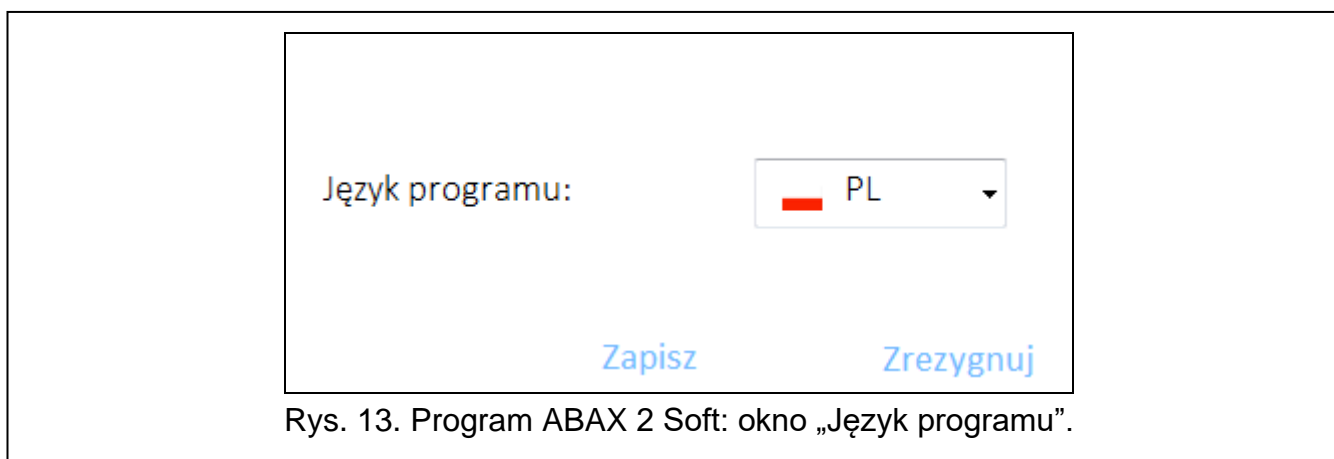 Język programu:
PL
Zapisz Zrezygnuj
Rys. 13. Program ABAX 2 Soft: okno „Język programu”.